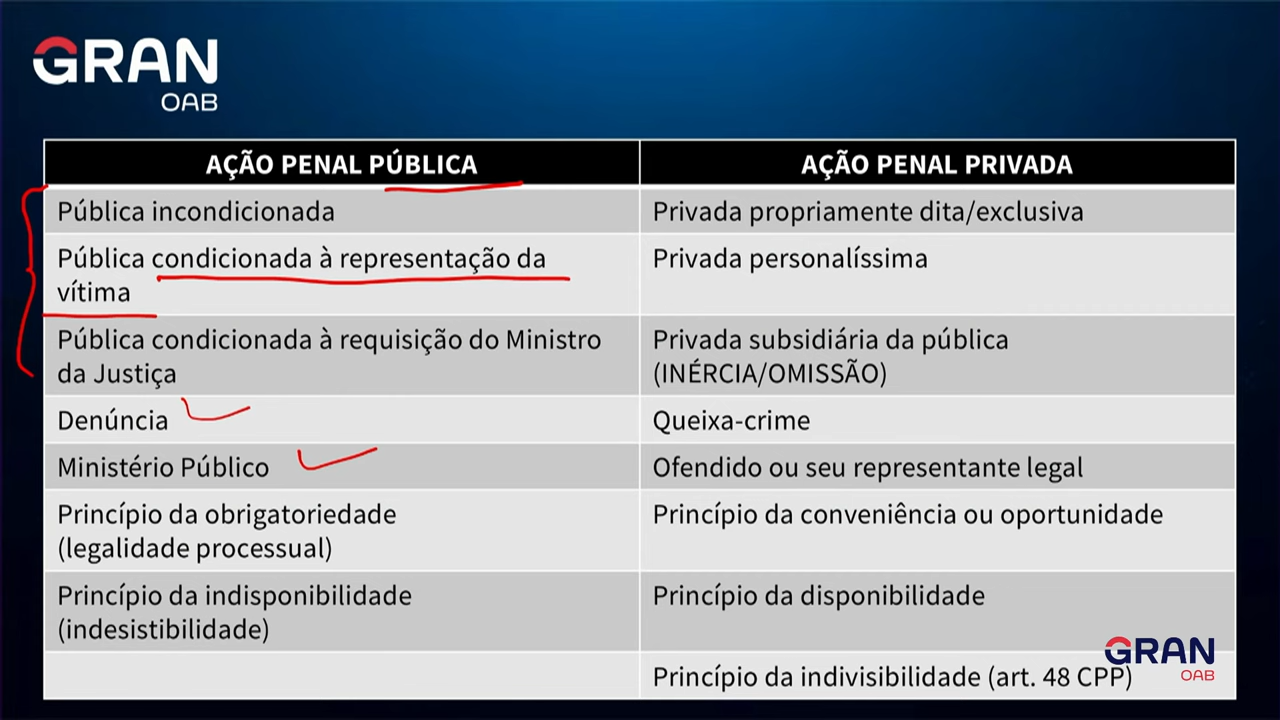 GRAN
OAB
AÇÃO PENAL PÚBLICA
AÇÃO PENAL PRIVADA
Pública incondicionada
Privada propriamente dita/exclusiva
Pública condicionada à representação da
vítima
Privada personalíssima
Pública condicionada à requisição do Ministro
da Justiça
Privada subsidiária da pública
(INÉRCIA/OMISSÃO)
Denúncia
Queixa-crime
Ministério Público
Ofendido ou seu representante legal
Princípio da obrigatoriedade
(legalidade processual)
Princípio da conveniência ou oportunidade
Princípio da indisponibilidade
(indesistibilidade)
Princípio da disponibilidade
Princípio da indivisibilidade (art. 48 CPP)
GRAN
OAB